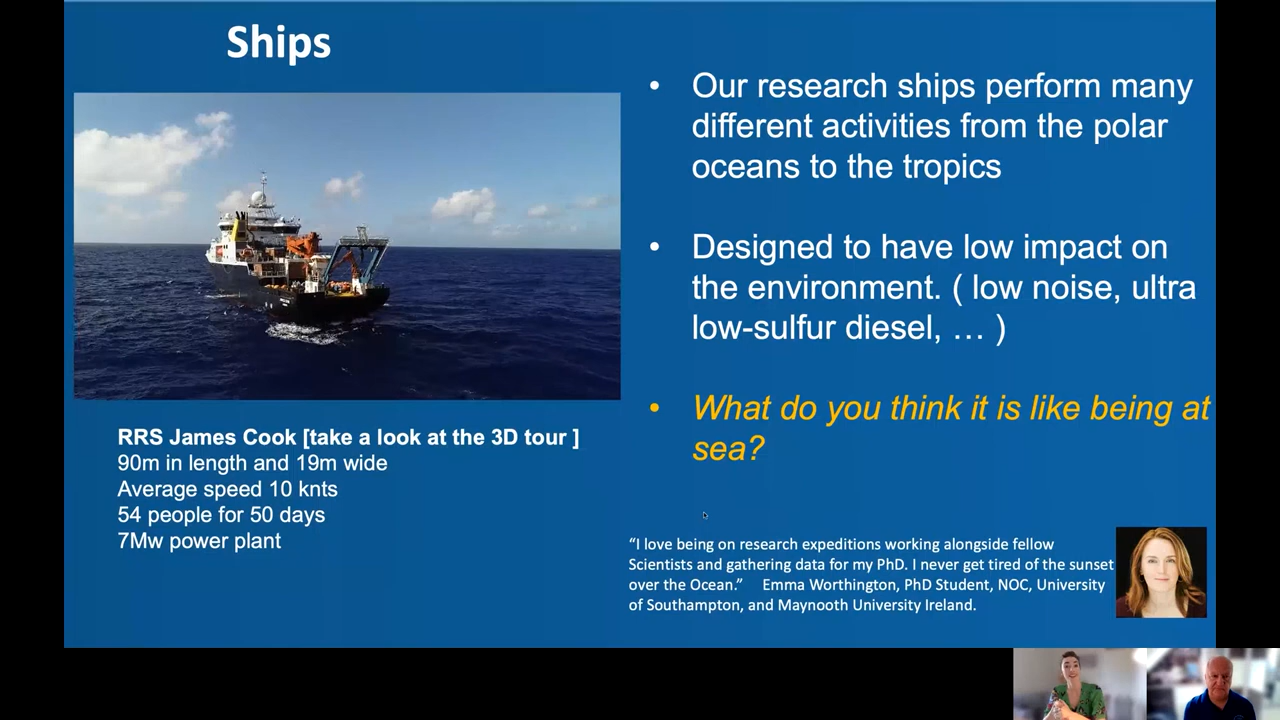 Ships
• Our research ships perform many
different activities from the polar
oceans to the tropics
• Designed to have low impact on
the environment. ( low noise, ultra
low-sulfur diesel, … )
• What do you think it is like being at
sea?
RRS James Cook [take a look at the 3D tour ]
90m in length and 19m wide
Average speed 10 knts
54 people for 50 days
7Mw power plant
“I love being on research expeditions working alongside fellow
Scientists and gathering data for my PhD. I never get tired of the sunset
over the Ocean.” Emma Worthington, PhD Student, NOC, University
of Southampton, and Maynooth University Ireland.